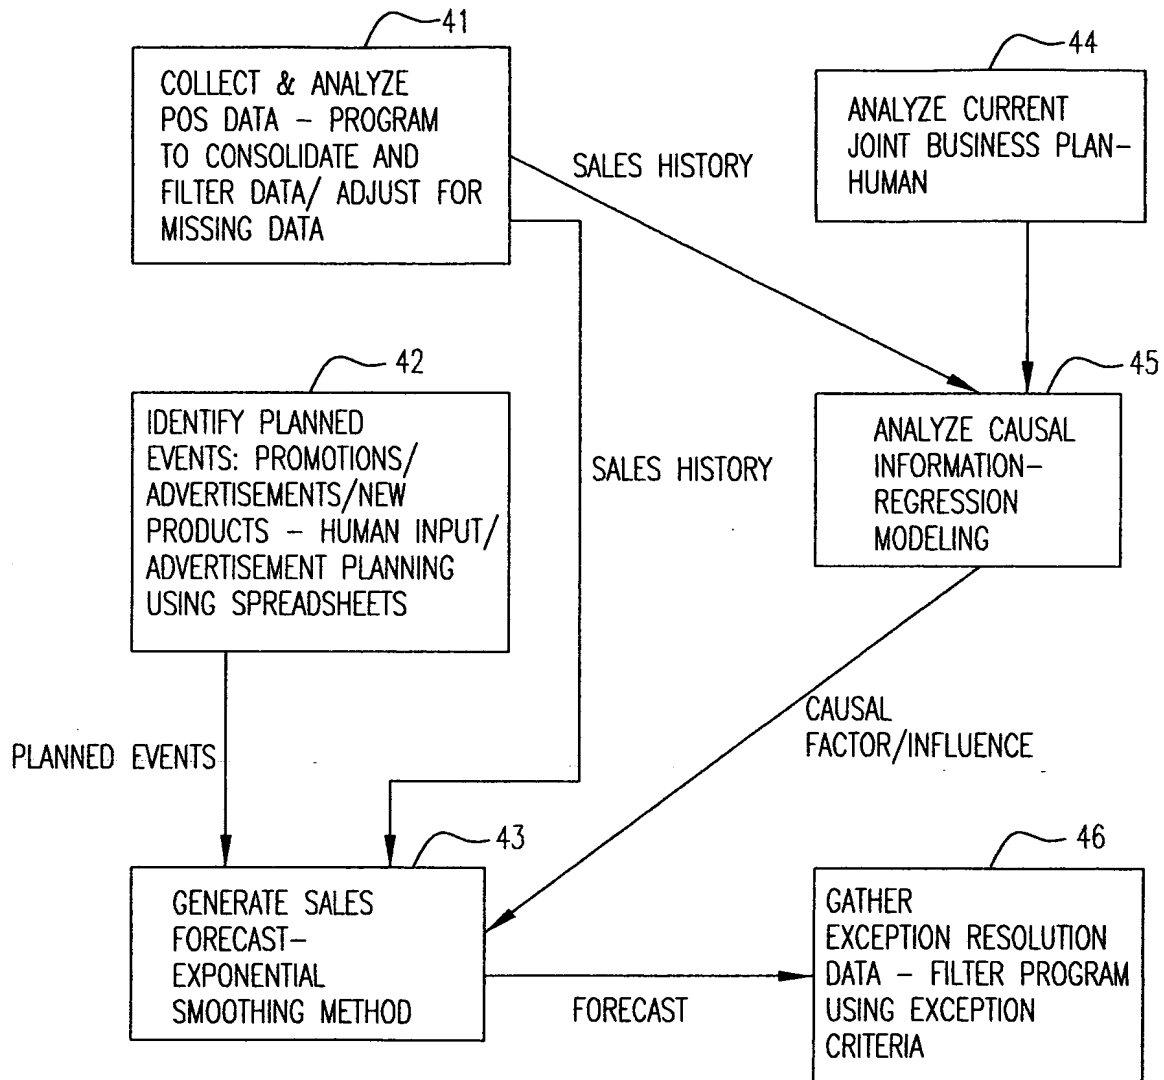 41
COLLECT & ANALYZE
POS DATA – PROGRAM
TO CONSOLIDATE AND
FILTER DATA/ ADJUST FOR
MISSING DATA
44
ANALYZE CURRENT
JOINT BUSINESS PLAN–
HUMAN
SALES HISTORY
42
IDENTIFY PLANNED
EVENTS: PROMOTIONS/
ADVERTISEMENTS/NEW
PRODUCTS – HUMAN INPUT/
ADVERTISEMENT PLANNING
USING SPREADSHEETS
SALES HISTORY
45
ANALYZE CAUSAL
INFORMATION–
REGRESSION
MODELING
PLANNED EVENTS
CAUSAL
FACTOR/INFLUENCE
43
GENERATE SALES
FORECAST–
EXPONENTIAL
SMOOTHING METHOD
FORECAST
46
GATHER
EXCEPTION RESOLUTION
DATA – FILTER PROGRAM
USING EXCEPTION
CRITERIA